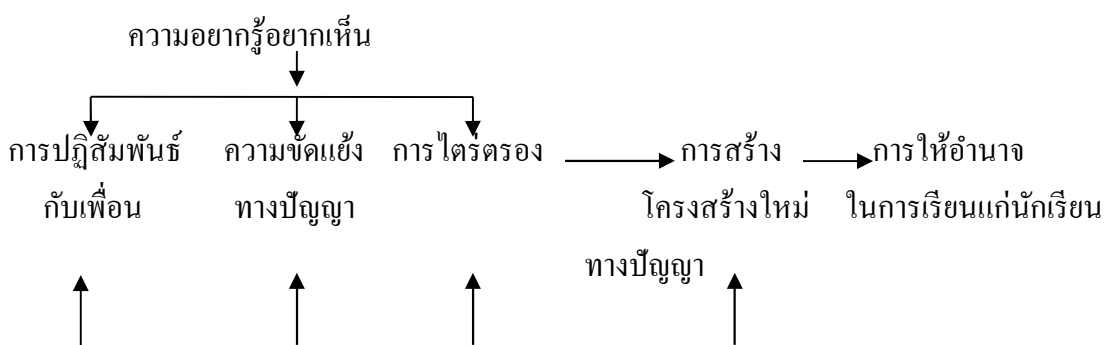 ความอยากรู้อยากเห็น
การปฏิสัมพันธ์ ความขัดแย้ง การไตร่ตรอง การสร้าง การให้อำนาจ
กับเพื่อน ทางปัญญา โครงสร้างใหม่ ในการเรียนแก่นักเรียน
ทางปัญญา